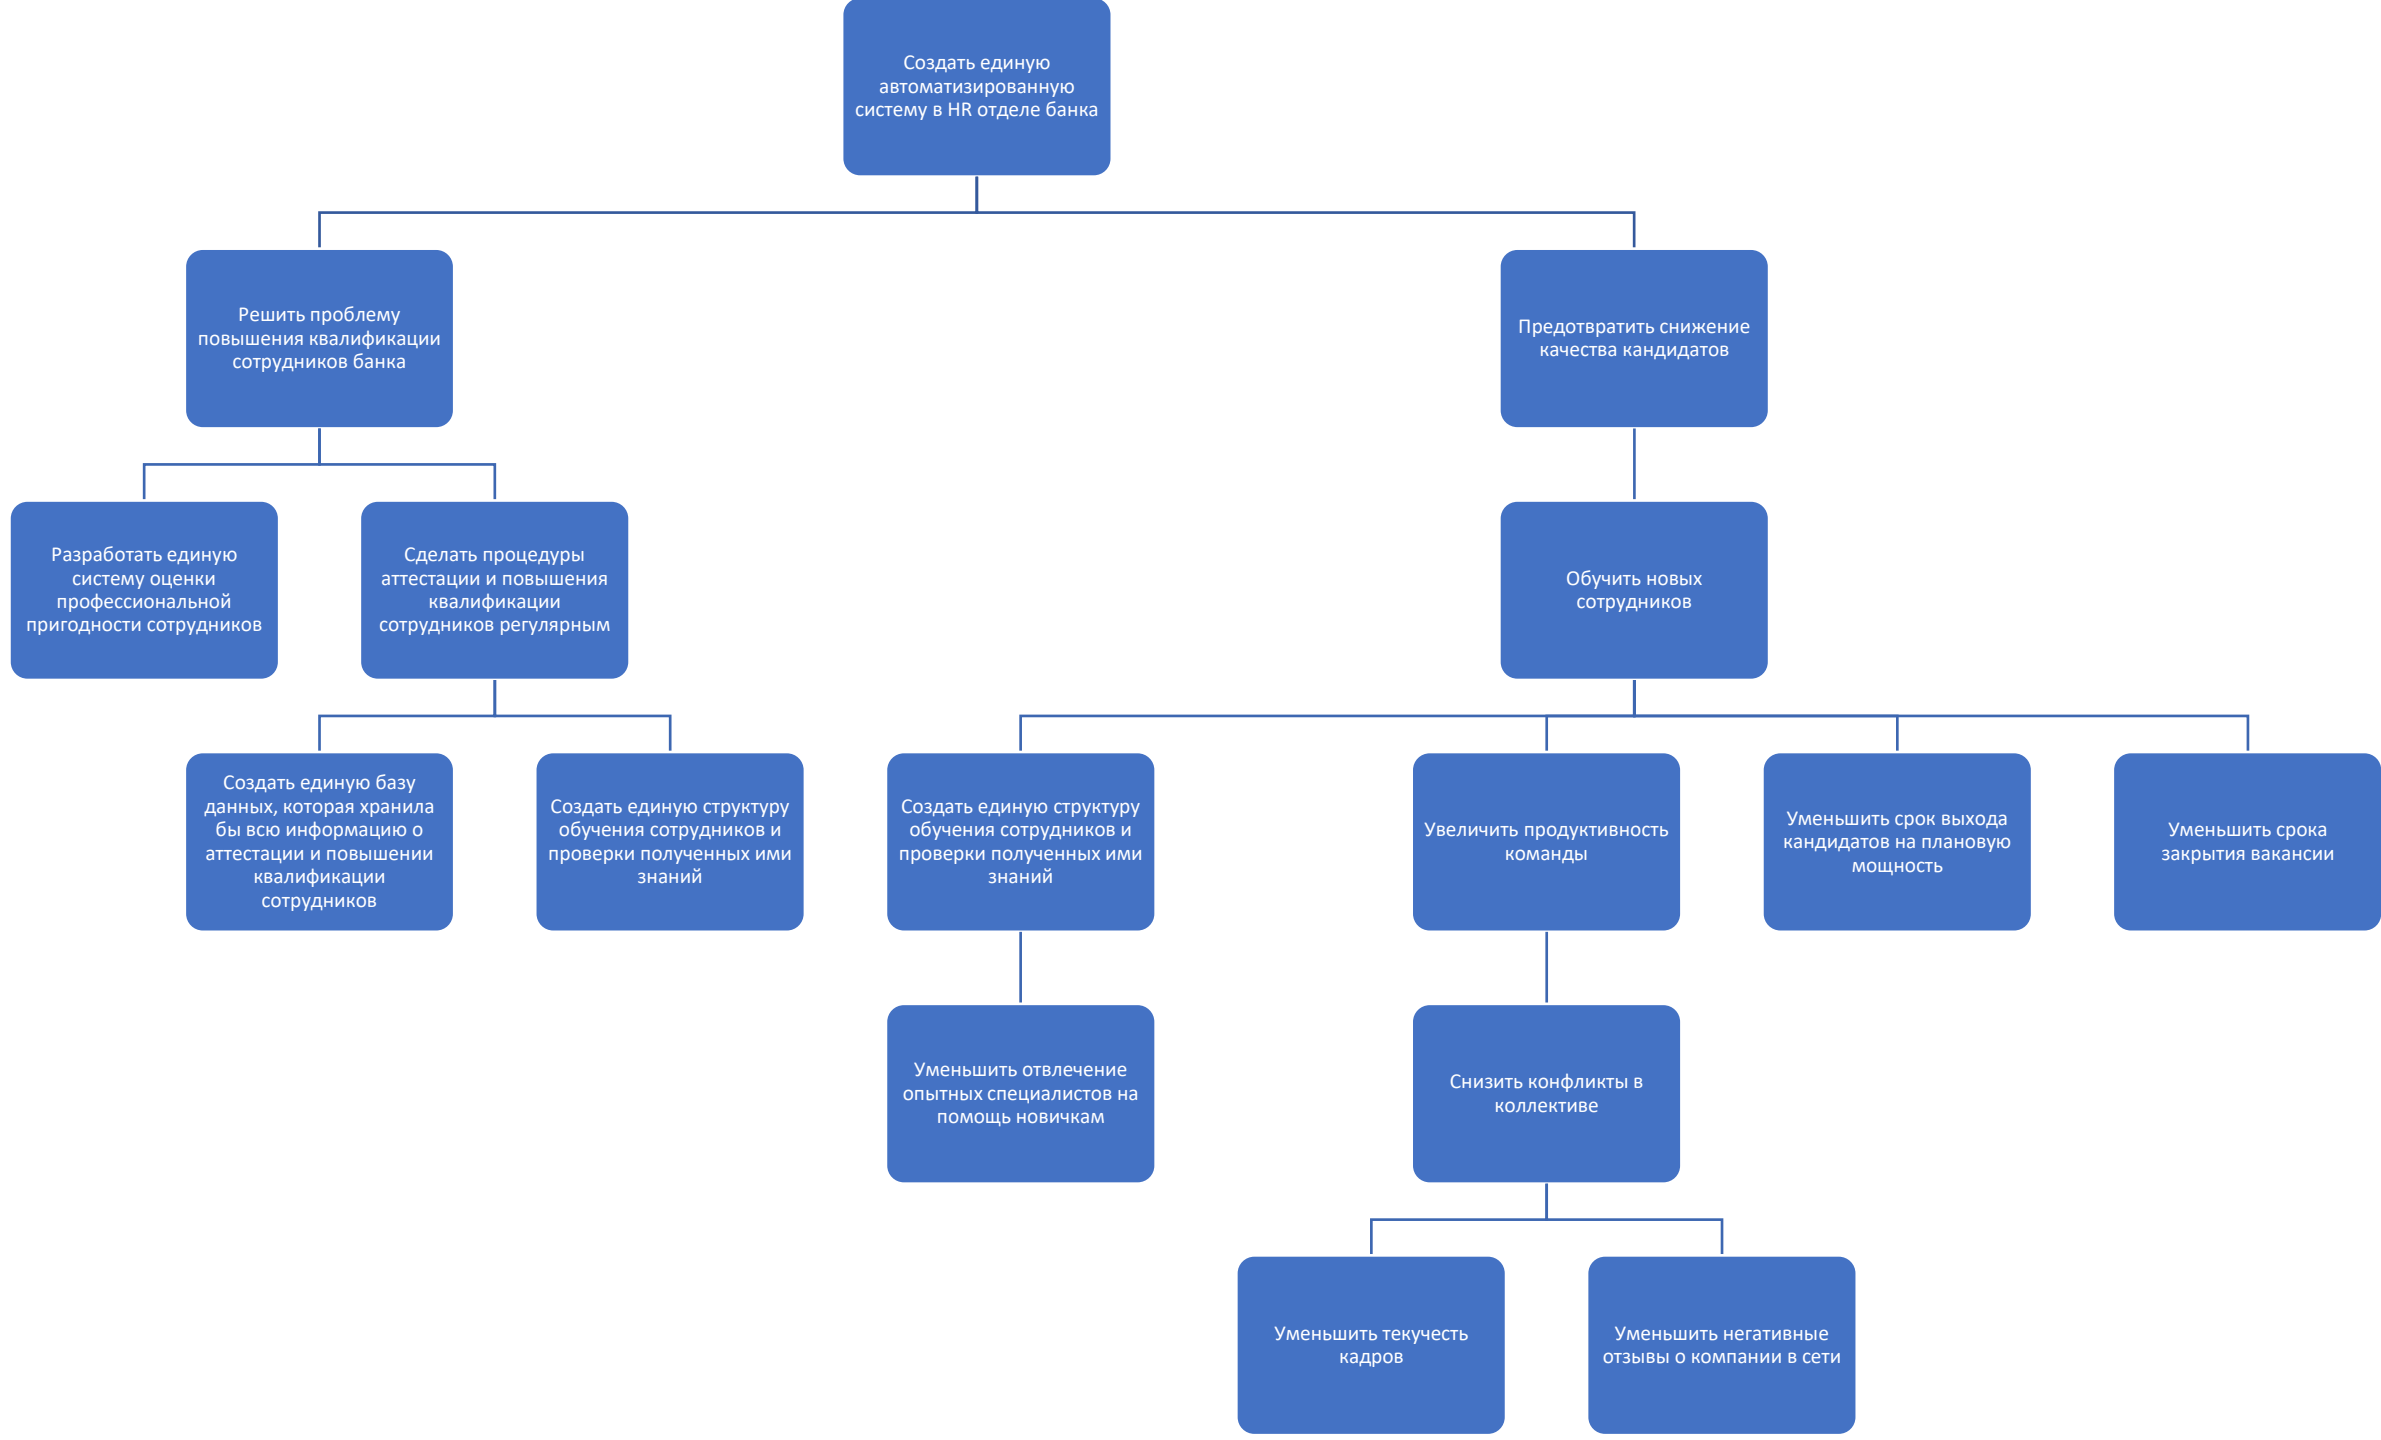 Создать единую
автоматизированную
систему в HR отделе банка
Решить проблему
повышения квалификации
сотрудников банка
Предотвратить снижение
качества кандидатов
Разработать единую
систему оценки
профессиональной
пригодности сотрудников
Сделать процедуры
аттестации и повышения
квалификации
сотрудников регулярным
Обучить новых
сотрудников
Создать единую базу
данных, которая хранила
бы всю информацию о
аттестации и повышении
квалификации
сотрудников
Создать единую структуру
обучения сотрудников и
проверки полученных ими
знаний
Создать единую структуру
обучения сотрудников и
проверки полученных ими
знаний
Увеличить продуктивность
команды
Уменьшить срок выхода
кандидатов на плановую
мощность
Уменьшить срока
закрытия вакансии
Уменьшить отвлечение
опытных специалистов на
помощь новичкам
Снизить конфликты в
коллективе
Уменьшить текучесть
кадров
Уменьшить негативные
отзывы о компании в сети